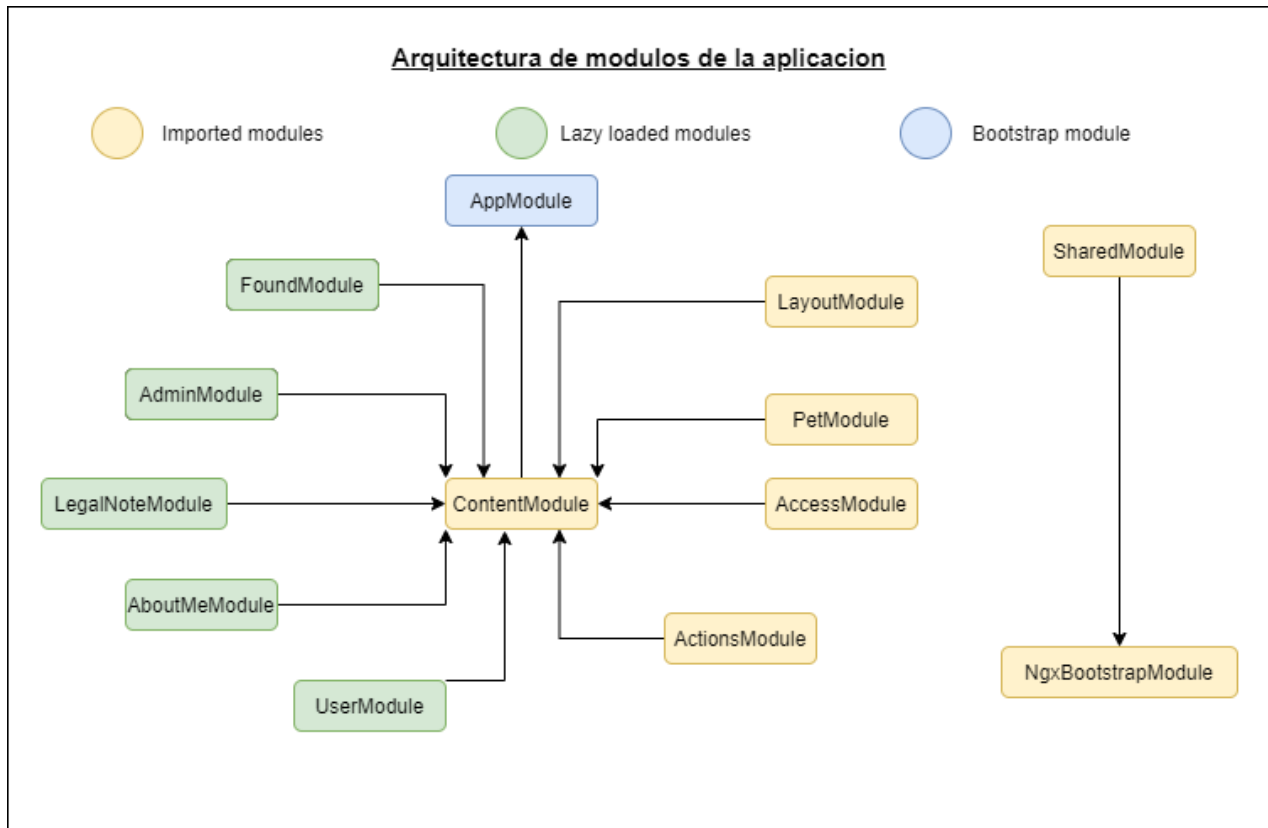 Arquitectura de modulos de la aplicacion
Imported modules
Lazy loaded modules
Bootstrap module
AppModule
SharedModule
FoundModule
LayoutModule
AdminModule
PetModule
LegalNoteModule
ContentModule
AccessModule
AboutMeModule
ActionsModule
NgxBootstrapModule
UserModule